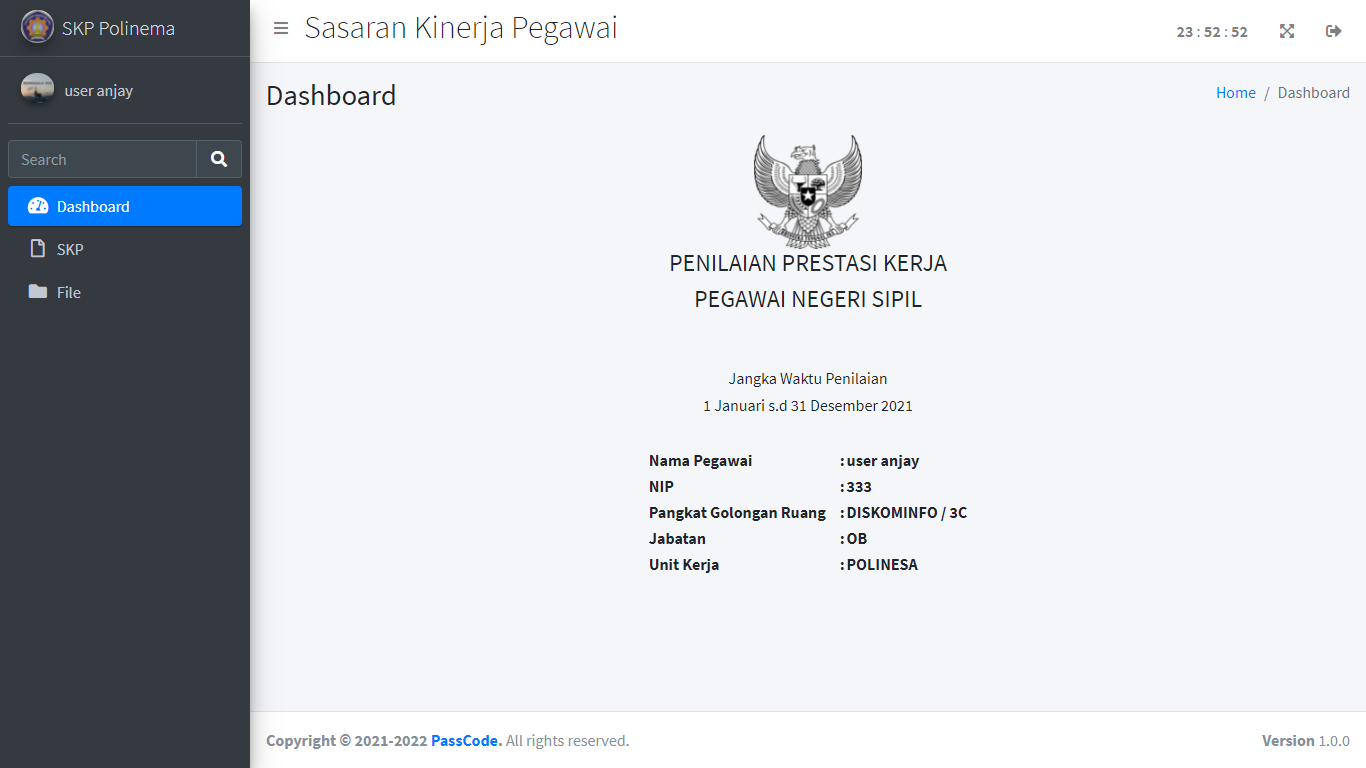 SKP Polinema
Sasaran Kinerja Pegawai
23 : 52 : 52
user anjay
Search
Dashboard
SKP
File
Dashboard
Home / Dashboard
PENILAIAN PRESTASI KERJA
PEGAWAI NEGERI SIPIL
Jangka Waktu Penilaian
1 Januari s.d 31 Desember 2021
Nama Pegawai : user anjay
NIP : 333
Pangkat Golongan Ruang : DISKOMINFO / 3C
Jabatan : OB
Unit Kerja : POLINESA
Copyright © 2021-2022 PassCode. All rights reserved.
Version 1.0.0